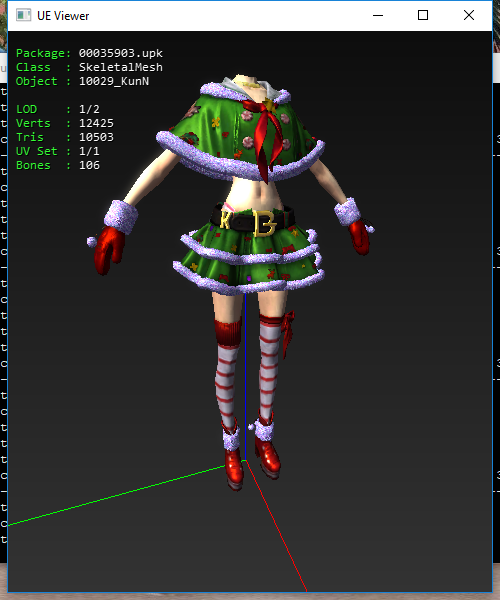 UE Viewer
Package: 00035903.upk
Class : SkeletalMesh
Object : 10029_KunN
LOD : 1/2
Verts : 12425
Tris : 10503
UV Set : 1/1
Bones : 106
K B